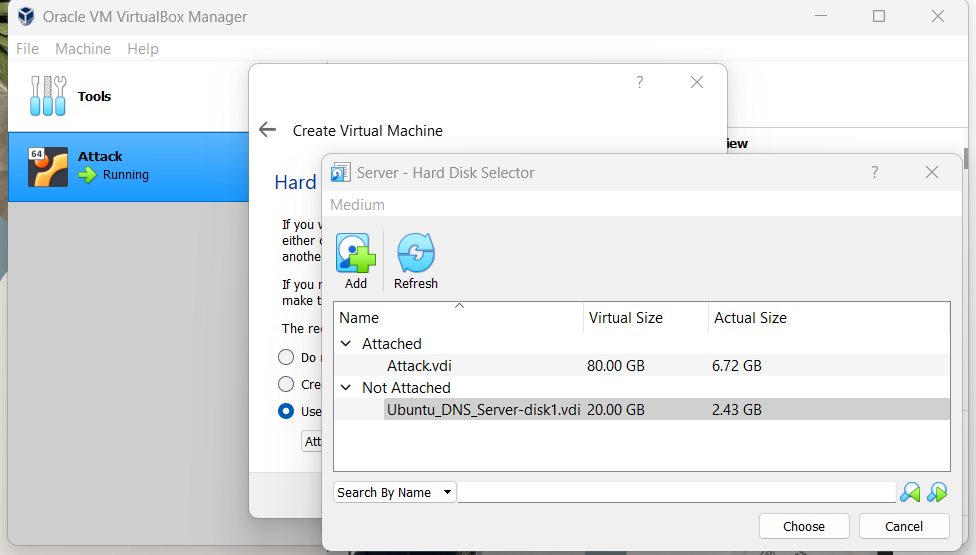 Oracle VM VirtualBox Manager
File Machine Help
Tools
64
Attack
Running
?
Create Virtual Machine
Hard
If you
either
anothe
If you
make t
The re
Do
Cre
Use
Att
iew
Server - Hard Disk Selector ?
Medium
Add Refresh
Name Virtual Size Actual Size
Attached
Attack.vdi 80.00 GB 6.72 GB
Not Attached
Ubuntu_DNS_Server-disk1.vdi 20.00 GB 2.43 GB
Search By Name
Choose Cancel